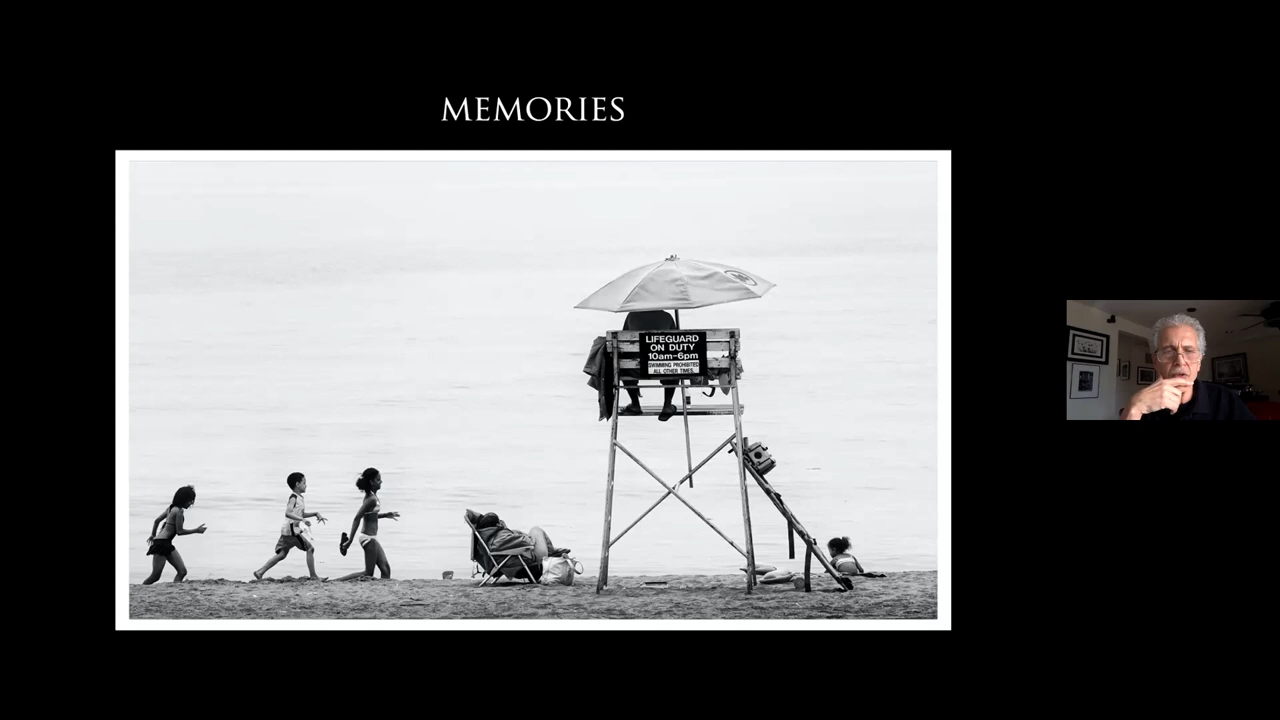 MEMORIES
LIFEGUARD
ON DUTY
10am-6pm
SWIMMING PROHIBITED
ALL OTHER TIMES